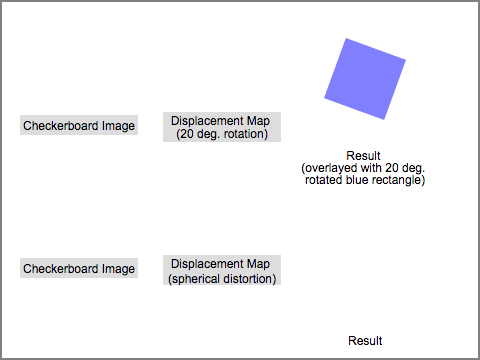 Checkerboard Image
Displacement Map
(20 deg. rotation)
Result
(overlayed with 20 deg.
rotated blue rectangle)
Checkerboard Image
Displacement Map
(spherical distortion)
Result